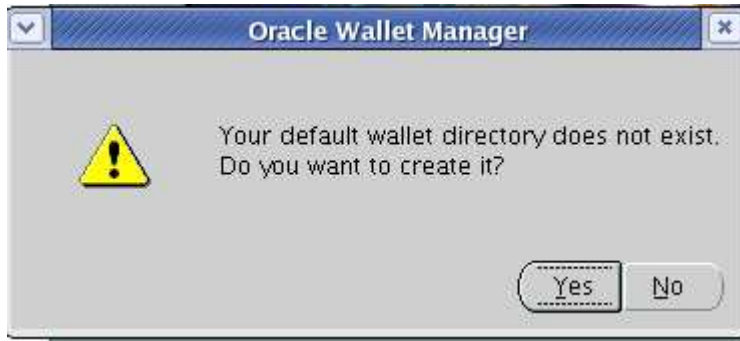 Oracle Wallet Manager
Your default wallet directory does not exist.
Do you want to create it?
Yes No